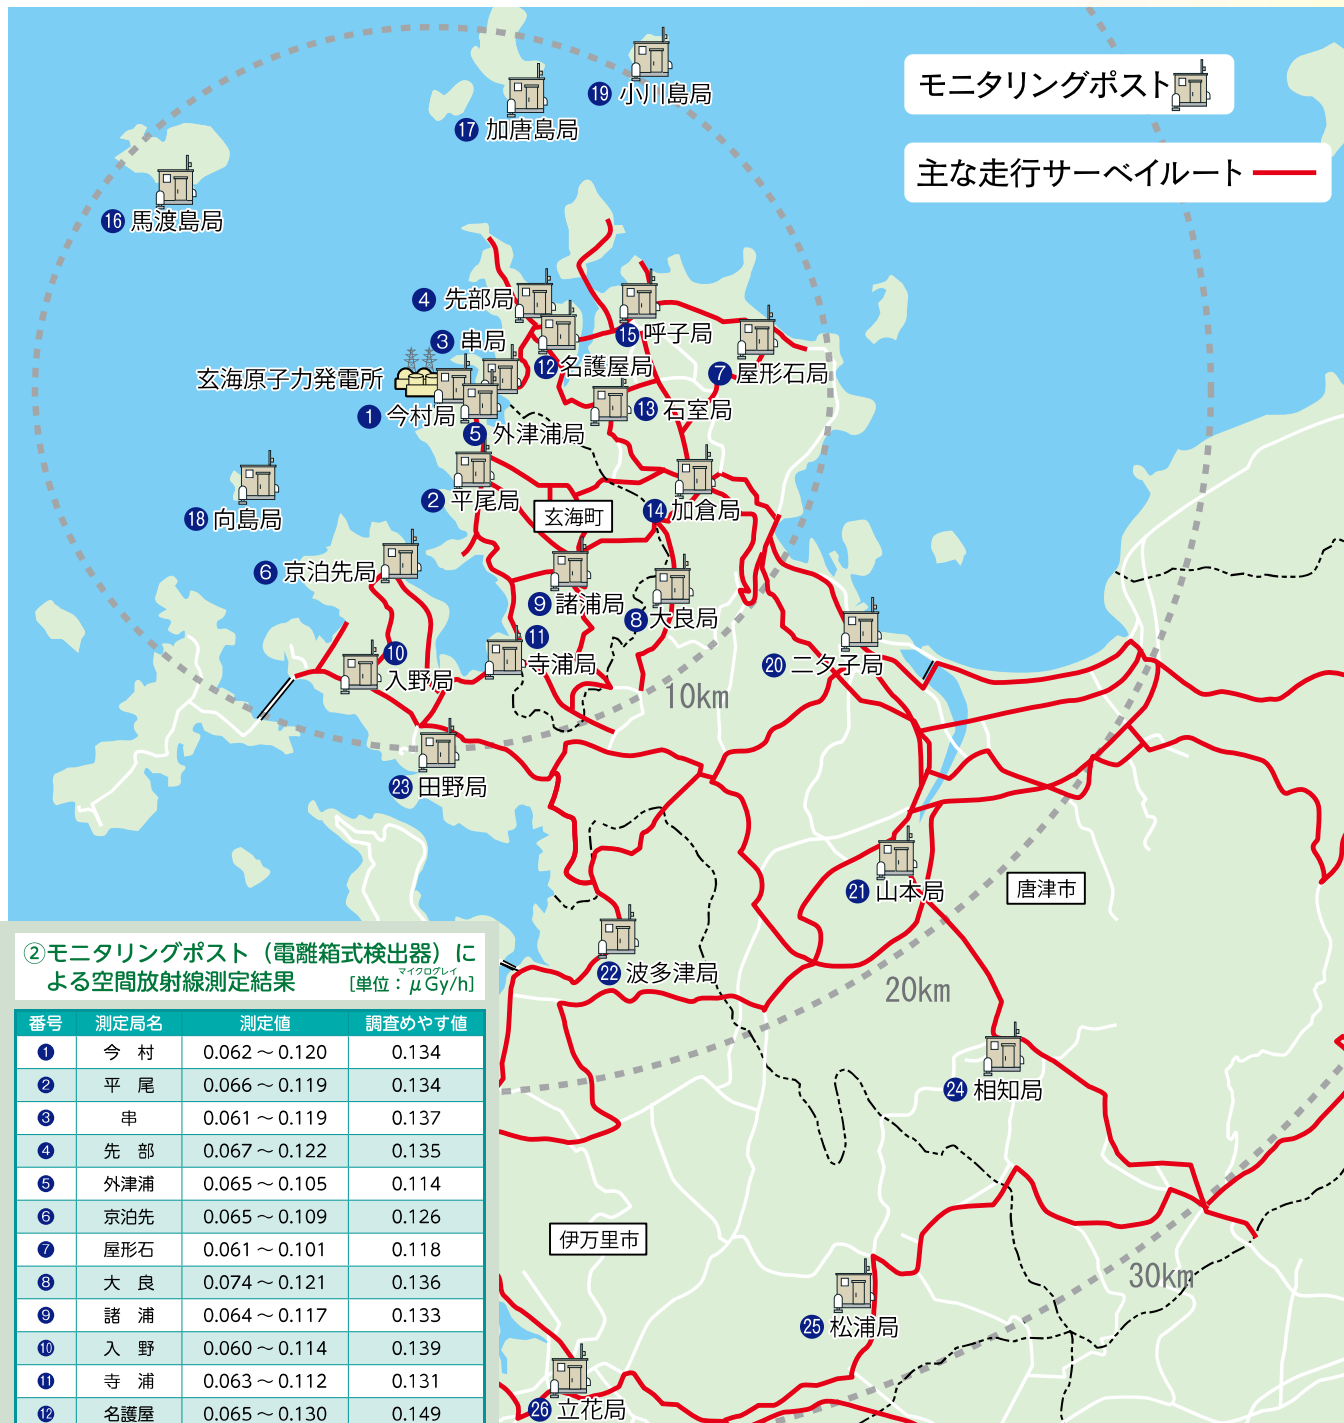 モニタリングポスト
主な走行サーベイルート
⑲ 小川島局
⑰ 加唐島局
⑯ 馬渡島局
④ 先部局
③ 串局
⑮ 呼子局
⑫ 名護屋局
⑦ 屋形石局
玄海原子力発電所
① 今村局
⑬ 石室局
⑤ 外津浦局
② 平尾局
⑭ 加倉局
玄海町
⑱ 向島局
⑥ 京泊先局
⑨ 諸浦局
⑧ 大良局
⑪ 寺浦局
⑩ 入野局
⑳ 二タ子局
10km
㉓ 田野局
㉑ 山本局
唐津市
㉒ 波多津局
20km
㉔ 相知局
伊万里市
30km
㉕ 松浦局
㉖ 立花局
②モニタリングポスト（電離箱式検出器）に
よる空間放射線測定結果 [単位：μGy/h]
マイクログレイ
番号 測定局名 測定値 調査めやす値
① 今 村 0.062～0.120 0.134
② 平 尾 0.066～0.119 0.134
③ 串 0.061～0.119 0.137
④ 先 部 0.067～0.122 0.135
⑤ 外津浦 0.065～0.105 0.114
⑥ 京泊先 0.065～0.109 0.126
⑦ 屋形石 0.061～0.101 0.118
⑧ 大 良 0.074～0.121 0.136
⑨ 諸 浦 0.064～0.117 0.133
⑩ 入 野 0.060～0.114 0.139
⑪ 寺 浦 0.063～0.112 0.131
⑫ 名護屋 0.065～0.130 0.149